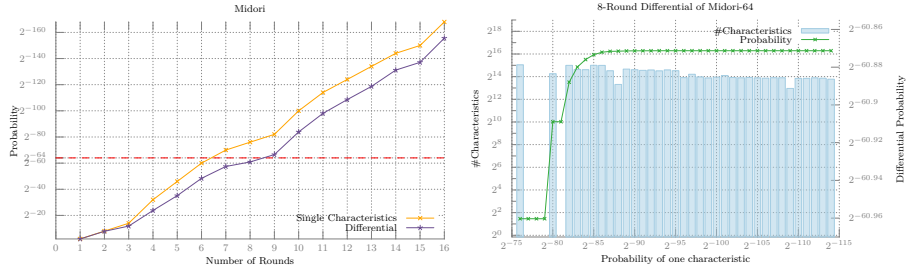 Midori
2^{-160}
2^{-140}
2^{-120}
2^{-100}
2^{-80}
2^{-64}
2^{-60}
2^{-40}
2^{-20}
Probability
Single Characteristics
Differential
0 1 2 3 4 5 6 7 8 9 10 11 12 13 14 15 16
Number of Rounds
8-Round Differential of Midori-64
#Characteristics
Probability
2^{18}
2^{16}
2^{14}
2^{12}
2^{10}
2^{8}
2^{6}
2^{4}
2^{2}
2^{0}
#Characteristics
2^{-60.86}
2^{-60.88}
2^{-60.9}
2^{-60.92}
2^{-60.94}
2^{-60.96}
Differential Probability
2^{-75} 2^{-80} 2^{-85} 2^{-90} 2^{-95} 2^{-100} 2^{-105} 2^{-110} 2^{-115}
Probability of one characteristic